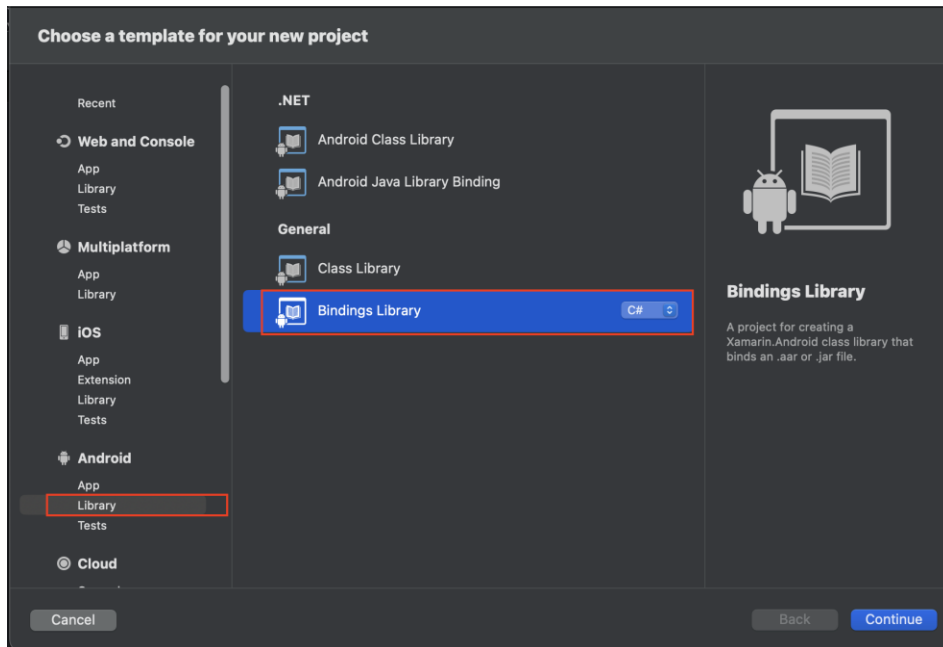 Choose a template for your new project
Recent
Web and Console
App
Library
Tests
Multiplatform
App
Library
iOS
App
Extension
Library
Tests
Android
App
Library
Tests
Cloud
.NET
Android Class Library
Android Java Library Binding
General
Class Library
Bindings Library C#
Bindings Library
A project for creating a
Xamarin.Android class library that
binds an .aar or .jar file.
Cancel
Back
Continue